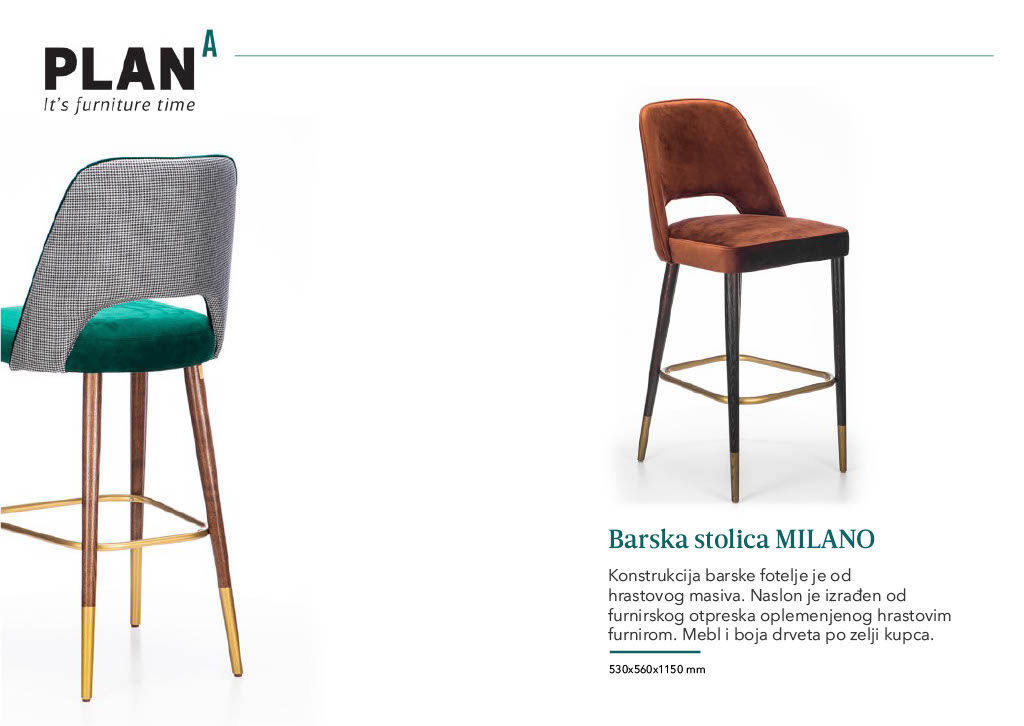 PLAN A
It's furniture time
Barska stolica MILANO
Konstrukcija barske fotelje je od
hrastovog masiva. Naslon je izrađen od
furnirskog otpreska oplemenjenog hrastovim
furnirom. Mebl i boja drveta po zelji kupca.
530x560x1150 mm